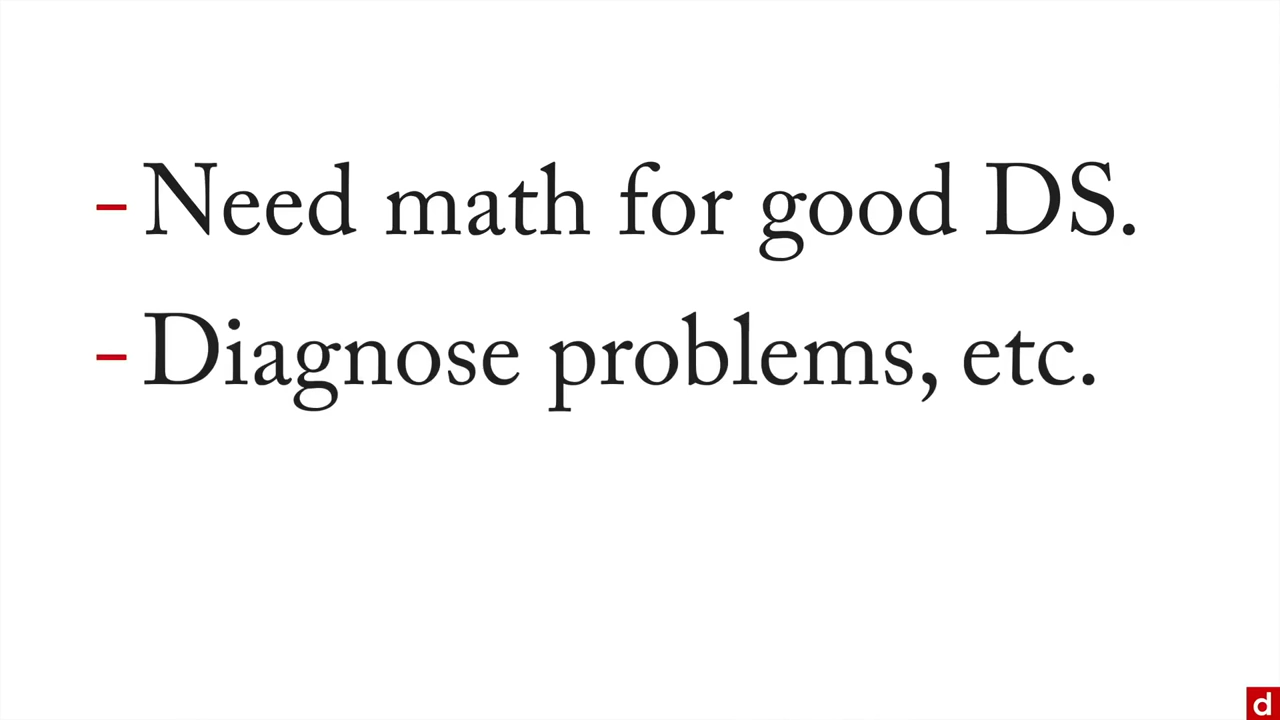 - Need math for good DS.
- Diagnose problems, etc.
d